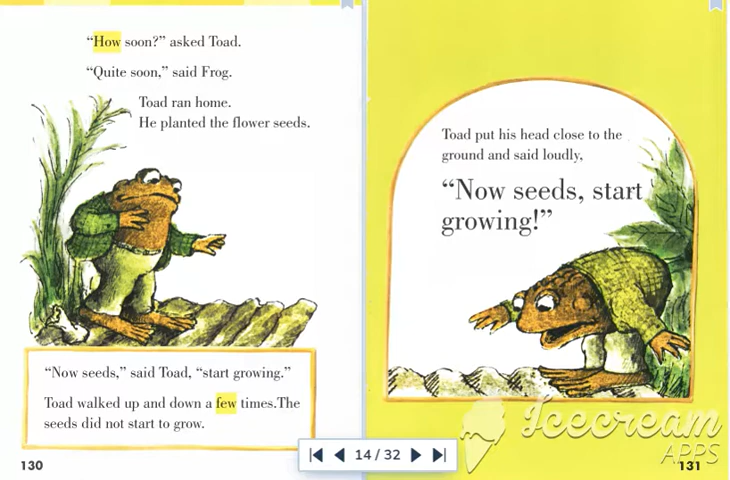 “How soon?” asked Toad.
“Quite soon,” said Frog.
Toad ran home.
He planted the flower seeds.
“Now seeds,” said Toad, “start growing.”
Toad walked up and down a few times.The
seeds did not start to grow.
130
Toad put his head close to the
ground and said loudly,
“Now seeds, start
growing!”
131
14 / 32
Icecream
APPS